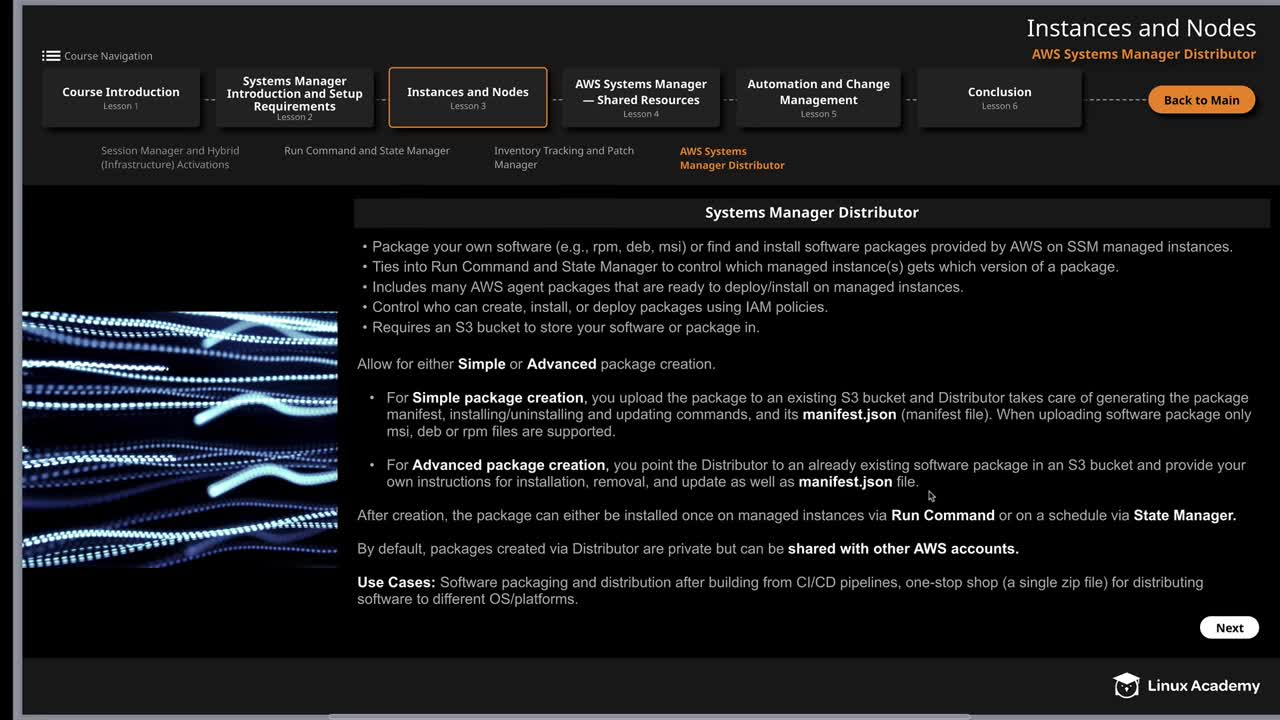 Instances and Nodes
AWS Systems Manager Distributor
Course Navigation
Course Introduction
Lesson 1
Systems Manager
Introduction and Setup
Requirements
Lesson 2
Instances and Nodes
Lesson 3
AWS Systems Manager
— Shared Resources
Lesson 4
Automation and Change
Management
Lesson 5
Conclusion
Lesson 6
Back to Main
Session Manager and Hybrid
(Infrastructure) Activations
Run Command and State Manager
Inventory Tracking and Patch
Manager
AWS Systems
Manager Distributor
Systems Manager Distributor
• Package your own software (e.g., rpm, deb, msi) or find and install software packages provided by AWS on SSM managed instances.
• Ties into Run Command and State Manager to control which managed instance(s) gets which version of a package.
• Includes many AWS agent packages that are ready to deploy/install on managed instances.
• Control who can create, install, or deploy packages using IAM policies.
• Requires an S3 bucket to store your software or package in.
Allow for either Simple or Advanced package creation.
• For Simple package creation, you upload the package to an existing S3 bucket and Distributor takes care of generating the package
manifest, installing/uninstalling and updating commands, and its manifest.json (manifest file). When uploading software package only
msi, deb or rpm files are supported.
• For Advanced package creation, you point the Distributor to an already existing software package in an S3 bucket and provide your
own instructions for installation, removal, and update as well as manifest.json file.
After creation, the package can either be installed once on managed instances via Run Command or on a schedule via State Manager.
By default, packages created via Distributor are private but can be shared with other AWS accounts.
Use Cases: Software packaging and distribution after building from CI/CD pipelines, one-stop shop (a single zip file) for distributing
software to different OS/platforms.
Next
Linux Academy